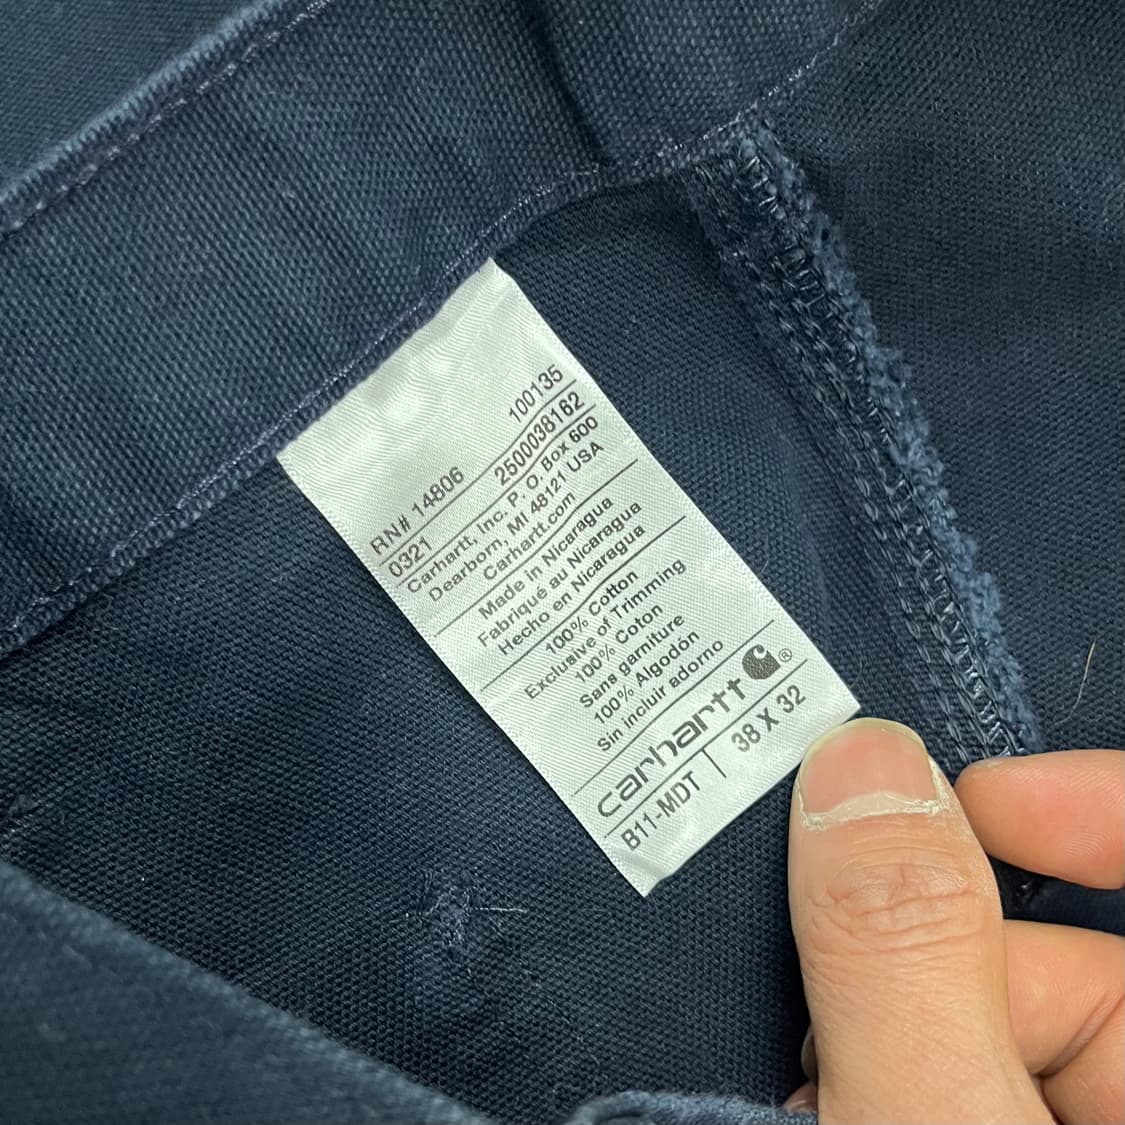 RN# 14806 100135
0321 2500038162
Carhartt, Inc. P. O. Box 600
Dearborn, MI 48121 USA
Carhartt.com
Made in Nicaragua
Fabriqué au Nicaragua
Hecho en Nicaragua
100% Cotton
Exclusive of Trimming
100% Coton
Sans garniture
100% Algodón
Sin incluir adorno
carhartt ®
B11-MDT | 38 X 32